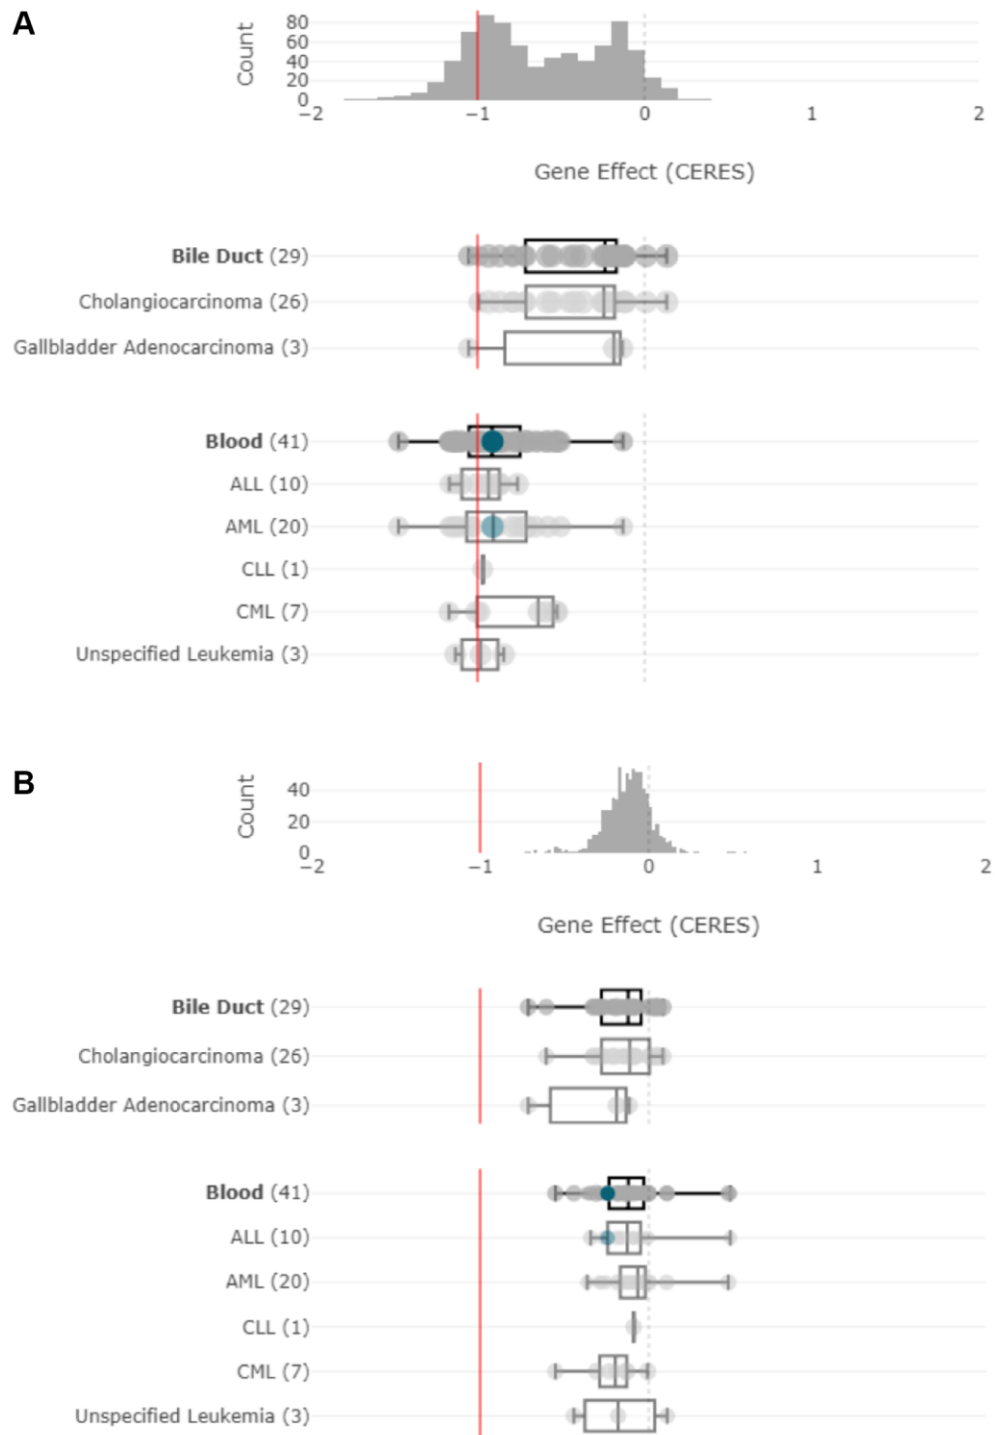 A
Count
80
60
40
20
0
−2 −1 0 1 2
Gene Effect (CERES)
Bile Duct (29)
Cholangiocarcinoma (26)
Gallbladder Adenocarcinoma (3)
Blood (41)
ALL (10)
AML (20)
CLL (1)
CML (7)
Unspecified Leukemia (3)
B
Count
40
20
0
−2 −1 0 1 2
Gene Effect (CERES)
Bile Duct (29)
Cholangiocarcinoma (26)
Gallbladder Adenocarcinoma (3)
Blood (41)
ALL (10)
AML (20)
CLL (1)
CML (7)
Unspecified Leukemia (3)